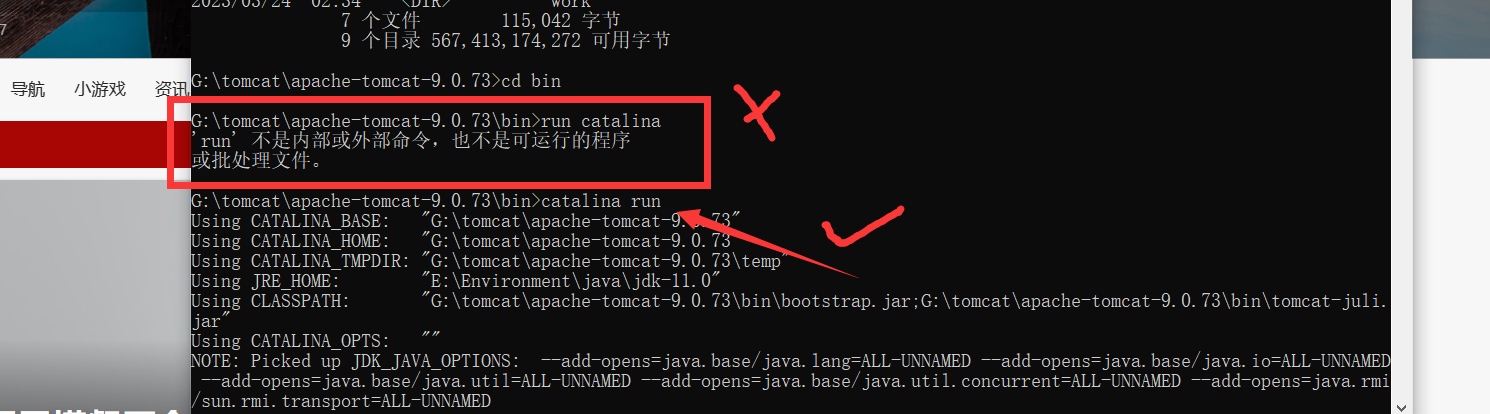 2023/03/24 02:34 <DIR> work
7 个文件 115,042 字节
9 个目录 567,413,174,272 可用字节
7
导航 小游戏 资讯
G:\tomcat\apache-tomcat-9.0.73>cd bin
G:\tomcat\apache-tomcat-9.0.73\bin>run catalina
'run' 不是内部或外部命令，也不是可运行的程序
或批处理文件。
G:\tomcat\apache-tomcat-9.0.73\bin>catalina run
Using CATALINA_BASE: "G:\tomcat\apache-tomcat-9.0.73"
Using CATALINA_HOME: "G:\tomcat\apache-tomcat-9.0.73
Using CATALINA_TMPDIR: "G:\tomcat\apache-tomcat-9.0.73\temp"
Using JRE_HOME: "E:\Environment\java\jdk-11.0"
Using CLASSPATH: "G:\tomcat\apache-tomcat-9.0.73\bin\bootstrap.jar;G:\tomcat\apache-tomcat-9.0.73\bin\tomcat-juli.
jar"
Using CATALINA_OPTS: ""
NOTE: Picked up JDK_JAVA_OPTIONS: --add-opens=java.base/java.lang=ALL-UNNAMED --add-opens=java.base/java.io=ALL-UNNAMED
--add-opens=java.base/java.util=ALL-UNNAMED --add-opens=java.base/java.util.concurrent=ALL-UNNAMED --add-opens=java.rmi
/sun.rmi.transport=ALL-UNNAMED